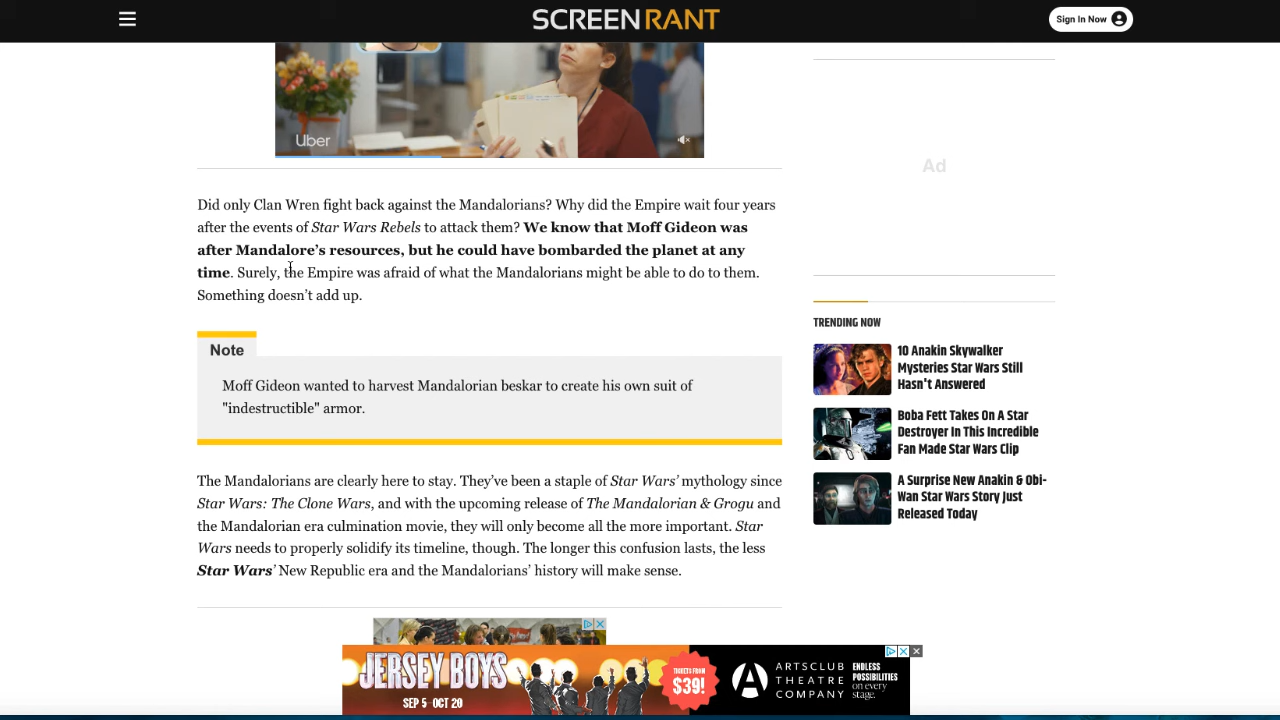 SCREENRANT
Sign In Now
Uber
Ad
Did only Clan Wren fight back against the Mandalorians? Why did the Empire wait four years
after the events of Star Wars Rebels to attack them? We know that Moff Gideon was
after Mandalore’s resources, but he could have bombarded the planet at any
time. Surely, the Empire was afraid of what the Mandalorians might be able to do to them.
Something doesn’t add up.
Note
Moff Gideon wanted to harvest Mandalorian beskar to create his own suit of
"indestructible" armor.
The Mandalorians are clearly here to stay. They’ve been a staple of Star Wars’ mythology since
Star Wars: The Clone Wars, and with the upcoming release of The Mandalorian & Grogu and
the Mandalorian era culmination movie, they will only become all the more important. Star
Wars needs to properly solidify its timeline, though. The longer this confusion lasts, the less
Star Wars’ New Republic era and the Mandalorians’ history will make sense.
TRENDING NOW
10 Anakin Skywalker
Mysteries Star Wars Still
Hasn't Answered
Boba Fett Takes On A Star
Destroyer In This Incredible
Fan Made Star Wars Clip
A Surprise New Anakin & Obi-
Wan Star Wars Story Just
Released Today
JERSEY BOYS
SEP 5-OCT 20
TICKETS FROM
$39!
A
ARTSCLUB
THEATRE
COMPANY
ENDLESS
POSSIBILITIES
on every
stage.